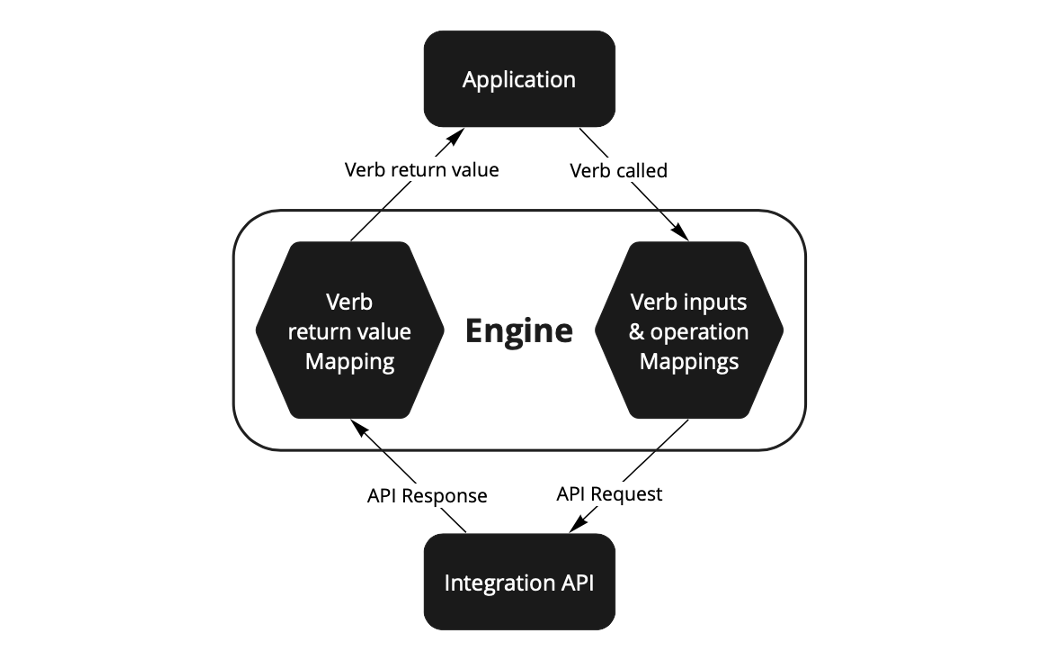 Application
Verb return value
Verb called
Verb
return value
Mapping
Engine
Verb inputs
& operation
Mappings
API Response
API Request
Integration API